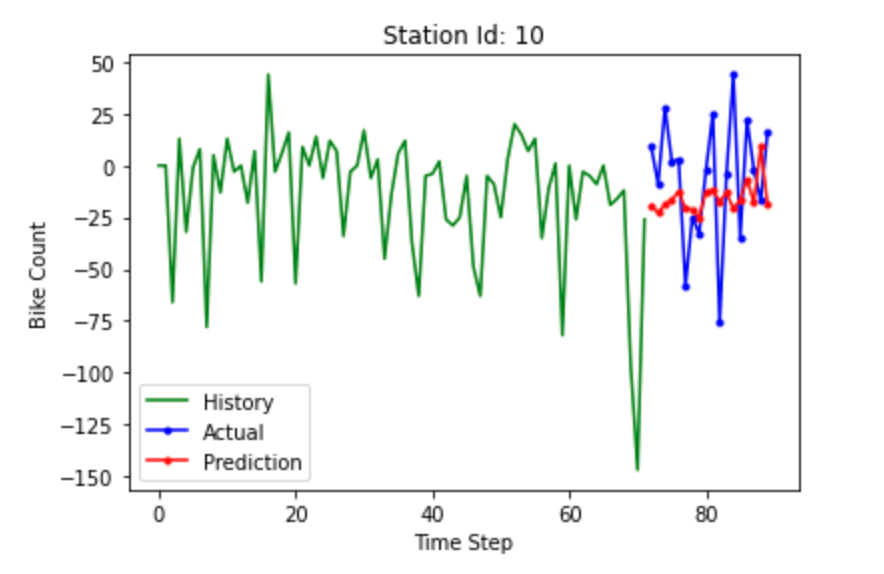 Station Id: 10
50
25
0
−25
−50
−75
−100
−125
−150
Bike Count
History
Actual
Prediction
0 20 40 60 80
Time Step